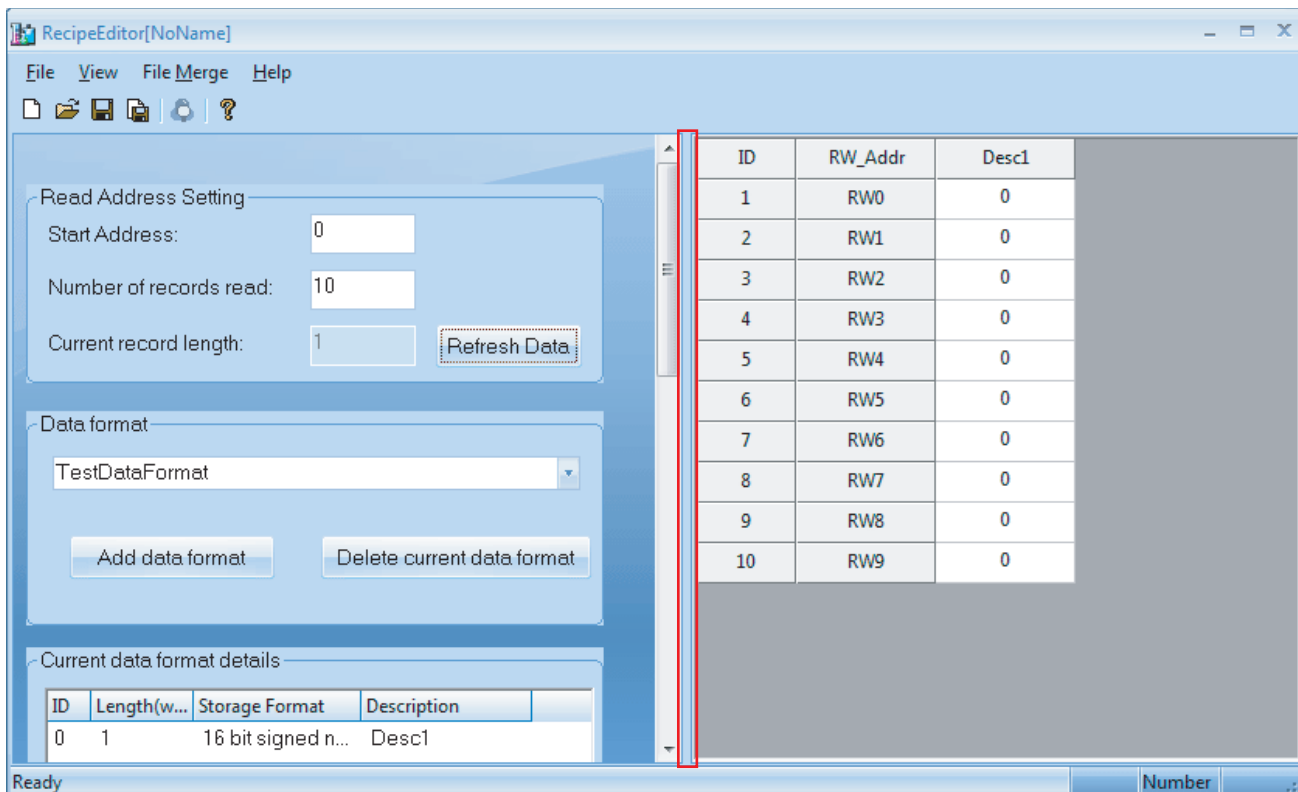 RecipeEditor[NoName]
File View File Merge Help
Read Address Setting
Start Address: 0
Number of records read: 10
Current record length: 1 Refresh Data
Data format
TestDataFormat
Add data format Delete current data format
Current data format details
ID Length(w... Storage Format Description
0 1 16 bit signed n... Desc1
ID RW_Addr Desc1
1 RW0 0
2 RW1 0
3 RW2 0
4 RW3 0
5 RW4 0
6 RW5 0
7 RW6 0
8 RW7 0
9 RW8 0
10 RW9 0
Ready Number